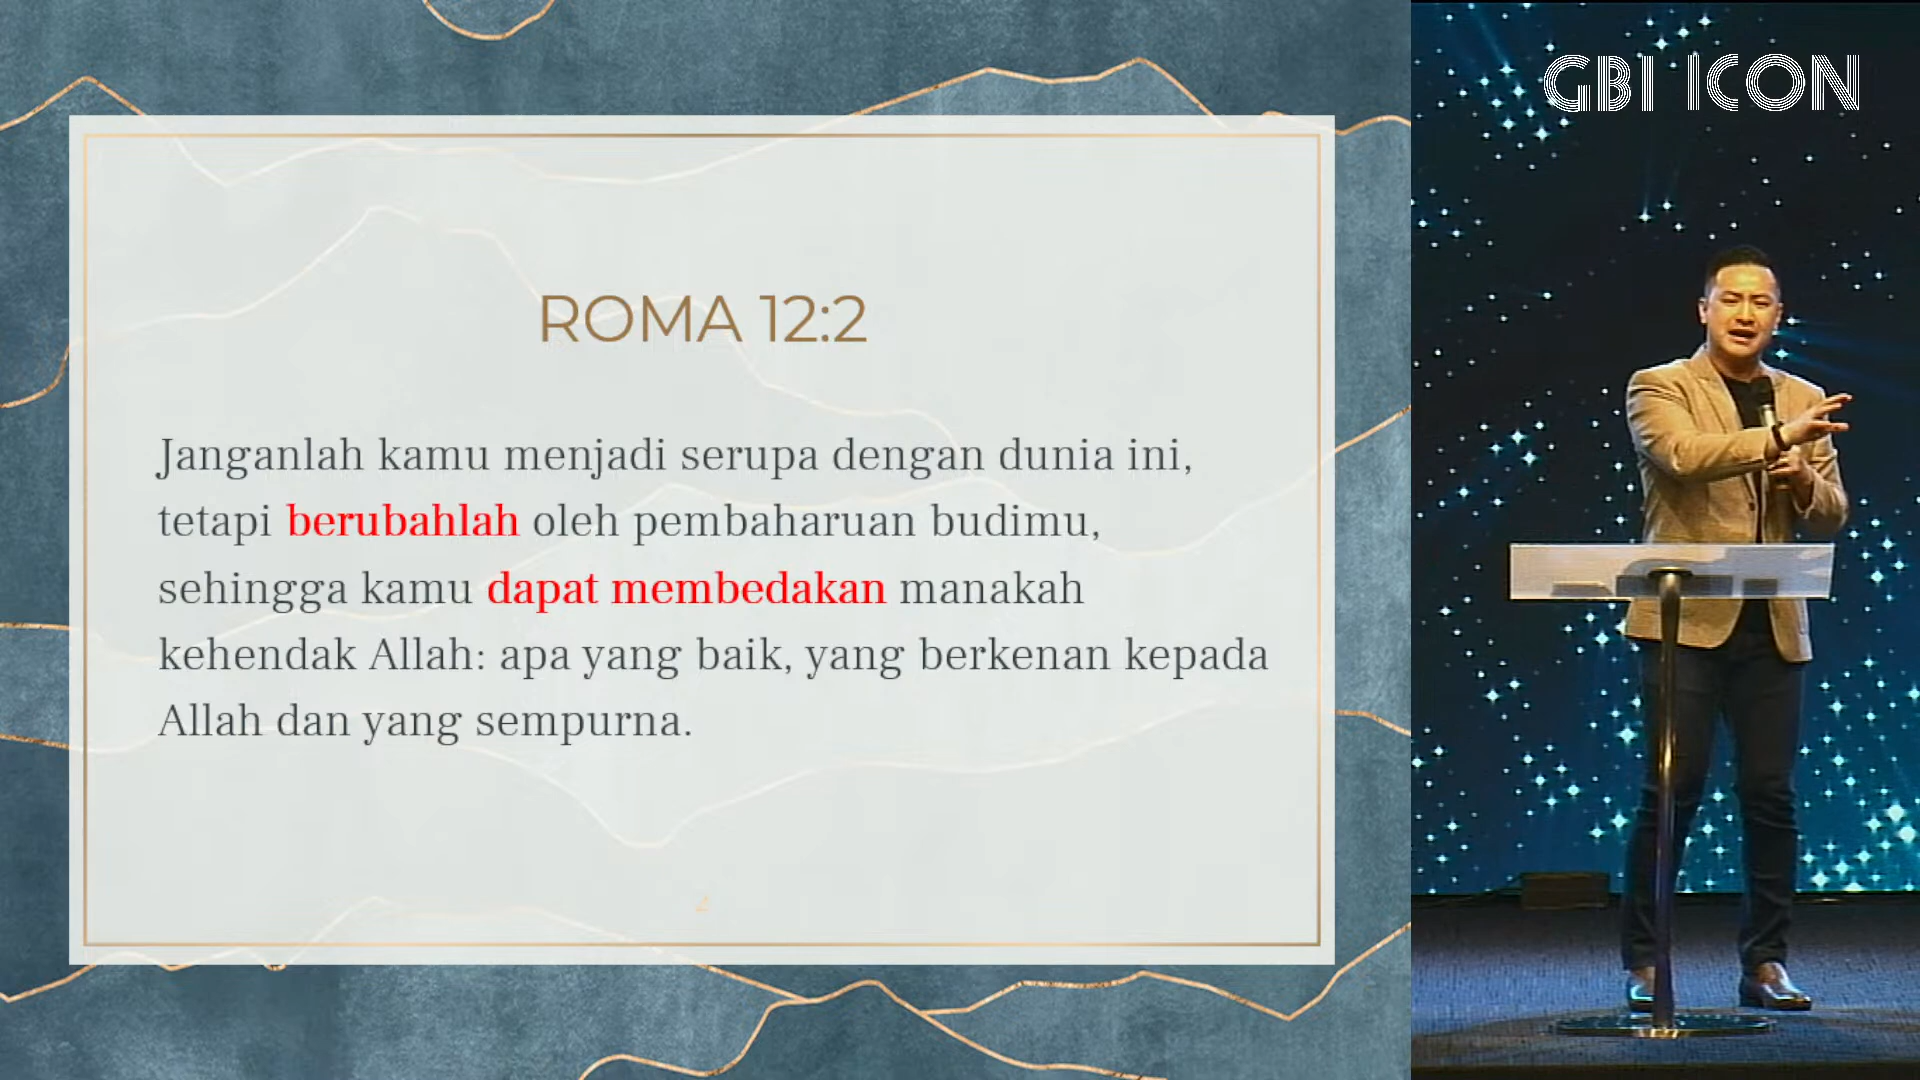 ROMA 12:2
Janganlah kamu menjadi serupa dengan dunia ini,
tetapi berubahlah oleh pembaharuan budimu,
sehingga kamu dapat membedakan manakah
kehendak Allah: apa yang baik, yang berkenan kepada
Allah dan yang sempurna.
GBI ICON